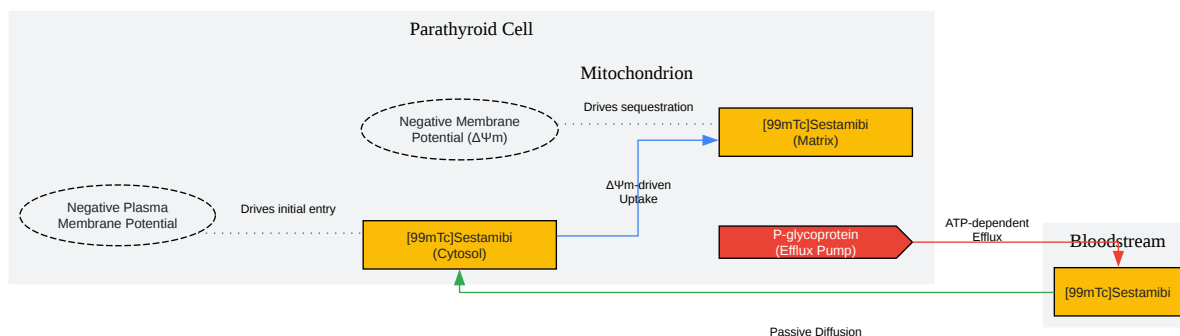 Parathyroid Cell
Mitochondrion
Negative Membrane
Potential (ΔΨm)
Drives sequestration
[99mTc]Sestamibi
(Matrix)
ΔΨm-driven
Uptake
Negative Plasma
Membrane Potential
Drives initial entry
[99mTc]Sestamibi
(Cytosol)
P-glycoprotein
(Efflux Pump)
ATP-dependent
Efflux
Bloodstream
[99mTc]Sestamibi
Passive Diffusion